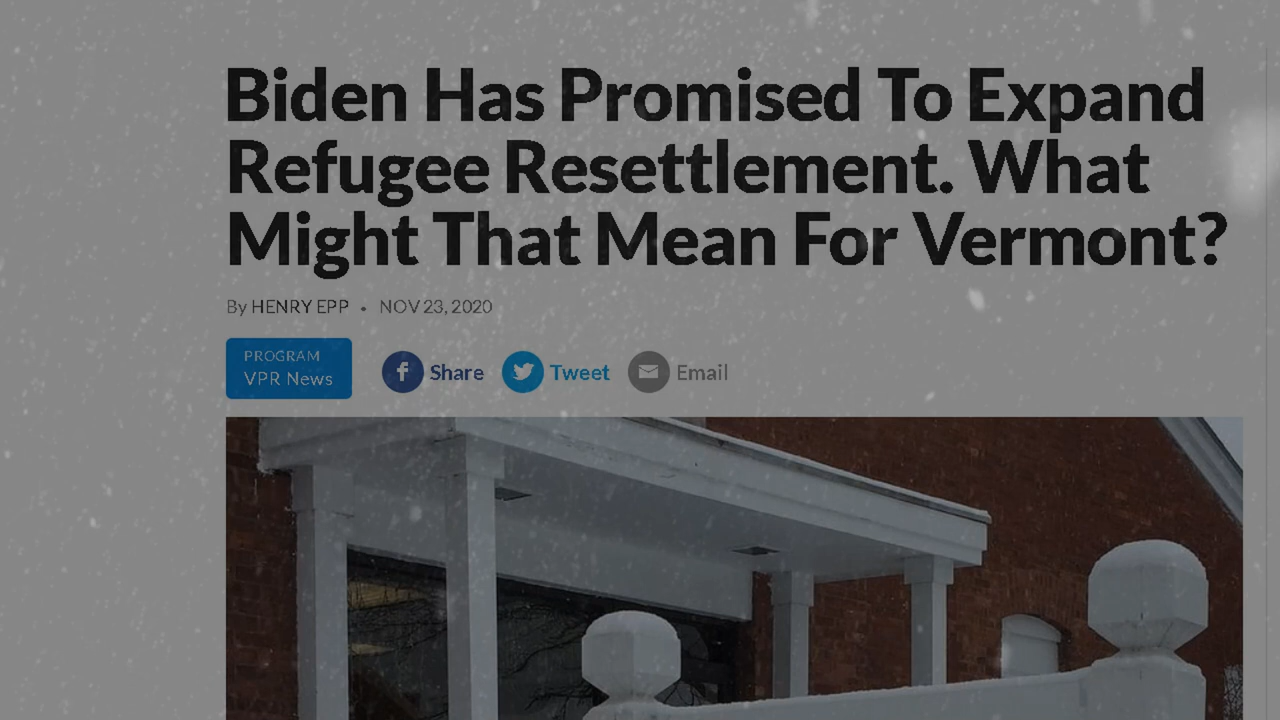 Biden Has Promised To Expand
Refugee Resettlement. What
Might That Mean For Vermont?
By HENRY EPP • NOV 23, 2020
PROGRAM
VPR News
Share
Tweet
Email